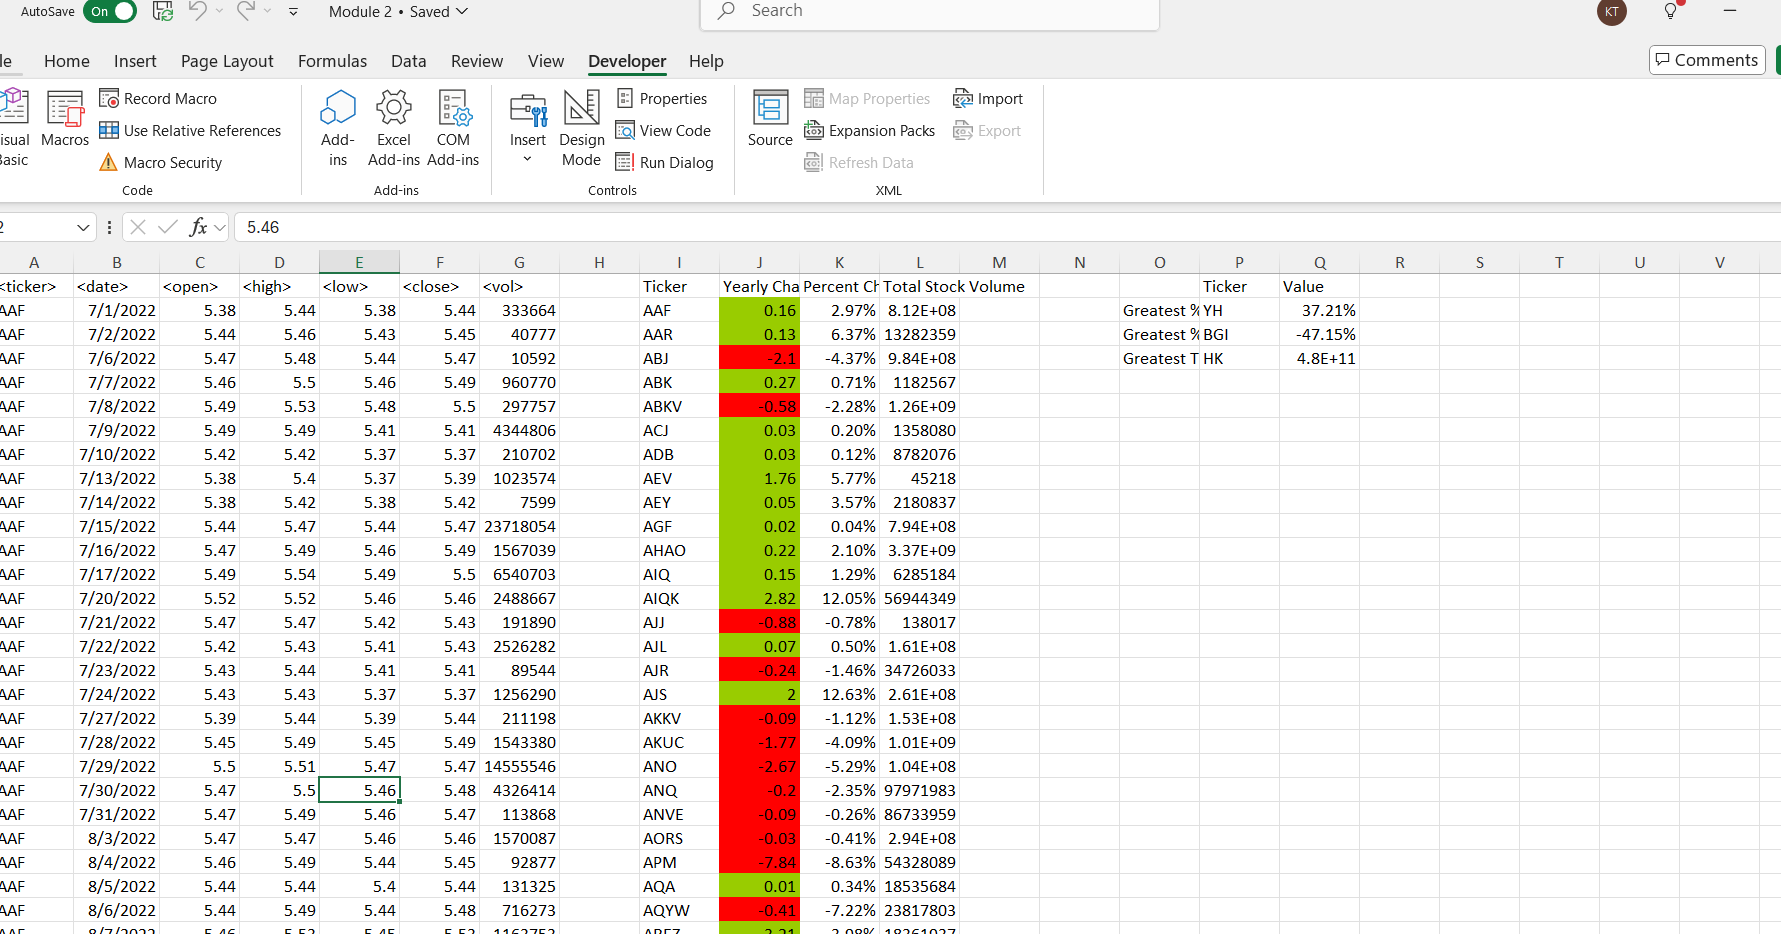 AutoSave On Module 2 • Saved Search KT
le Home Insert Page Layout Formulas Data Review View Developer Help Comments
isual Basic Macros Record Macro Use Relative References Macro Security Code
Add-ins Excel Add-ins COM Add-ins Add-ins
Insert Design Mode Properties View Code Run Dialog Controls
Source Map Properties Expansion Packs Refresh Data Import Export XML
2 fx 5.46
A B C D E F G H I J K L M N O P Q R S T U V
<ticker> <date> <open> <high> <low> <close> <vol> Ticker Yearly Cha Percent Ch Total Stock Volume Ticker Value
AAF 7/1/2022 5.38 5.44 5.38 5.44 333664 AAF 0.16 2.97% 8.12E+08 Greatest % YH 37.21%
AAF 7/2/2022 5.44 5.46 5.43 5.45 40777 AAR 0.13 6.37% 13282359 Greatest % BGI -47.15%
AAF 7/6/2022 5.47 5.48 5.44 5.47 10592 ABJ -2.1 -4.37% 9.84E+08 Greatest T HK 4.8E+11
AAF 7/7/2022 5.46 5.5 5.46 5.49 960770 ABK 0.27 0.71% 1182567
AAF 7/8/2022 5.49 5.53 5.48 5.5 297757 ABKV -0.58 -2.28% 1.26E+09
AAF 7/9/2022 5.49 5.49 5.41 5.41 4344806 ACJ 0.03 0.20% 1358080
AAF 7/10/2022 5.42 5.42 5.37 5.37 210702 ADB 0.03 0.12% 8782076
AAF 7/13/2022 5.38 5.4 5.37 5.39 1023574 AEV 1.76 5.77% 45218
AAF 7/14/2022 5.38 5.42 5.38 5.42 7599 AEY 0.05 3.57% 2180837
AAF 7/15/2022 5.44 5.47 5.44 5.47 23718054 AGF 0.02 0.04% 7.94E+08
AAF 7/16/2022 5.47 5.49 5.46 5.49 1567039 AHAO 0.22 2.10% 3.37E+09
AAF 7/17/2022 5.49 5.54 5.49 5.5 6540703 AIQ 0.15 1.29% 6285184
AAF 7/20/2022 5.52 5.52 5.46 5.46 2488667 AIQK 2.82 12.05% 56944349
AAF 7/21/2022 5.47 5.47 5.42 5.43 191890 AJJ -0.88 -0.78% 138017
AAF 7/22/2022 5.42 5.43 5.41 5.43 2526282 AJL 0.07 0.50% 1.61E+08
AAF 7/23/2022 5.43 5.44 5.41 5.41 89544 AJR -0.24 -1.46% 34726033
AAF 7/24/2022 5.43 5.43 5.37 5.37 1256290 AJS 2 12.63% 2.61E+08
AAF 7/27/2022 5.39 5.44 5.39 5.44 211198 AKKV -0.09 -1.12% 1.53E+08
AAF 7/28/2022 5.45 5.49 5.45 5.49 1543380 AKUC -1.77 -4.09% 1.01E+09
AAF 7/29/2022 5.5 5.51 5.47 5.47 14555546 ANO -2.67 -5.29% 1.04E+08
AAF 7/30/2022 5.47 5.5 5.46 5.48 4326414 ANQ -0.2 -2.35% 97971983
AAF 7/31/2022 5.47 5.49 5.46 5.47 113868 ANVE -0.09 -0.26% 86733959
AAF 8/3/2022 5.47 5.47 5.46 5.46 1570087 AORS -0.03 -0.41% 2.94E+08
AAF 8/4/2022 5.46 5.49 5.44 5.45 92877 APM -7.84 -8.63% 54328089
AAF 8/5/2022 5.44 5.44 5.4 5.44 131325 AQA 0.01 0.34% 18535684
AAF 8/6/2022 5.44 5.49 5.44 5.48 716273 AQYW -0.41 -7.22% 23817803